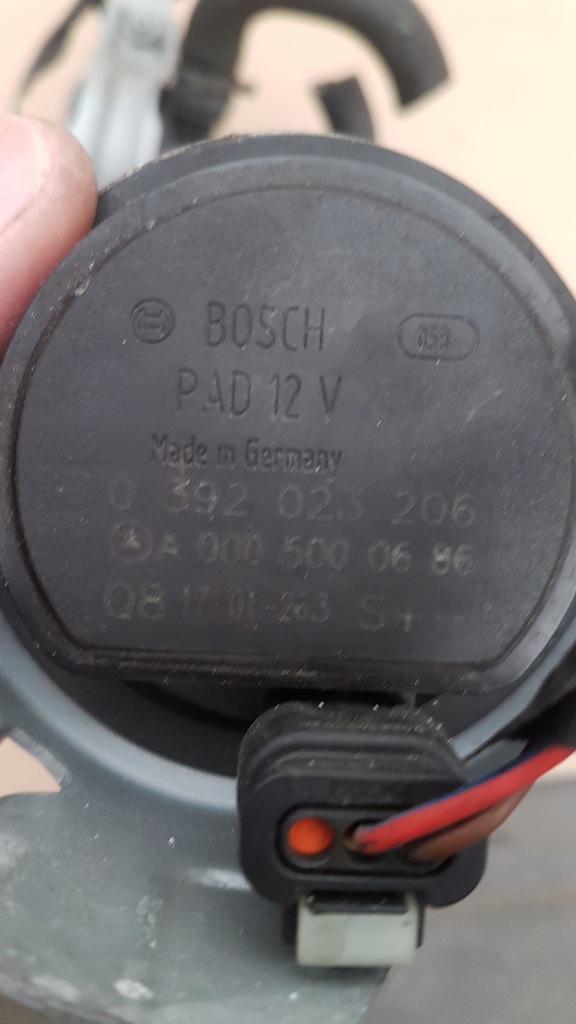 BOSCH
PAD 12 V
Made in Germany
0 392 023 206
A 000 500 06 86
Q8 17-01-263 S+--